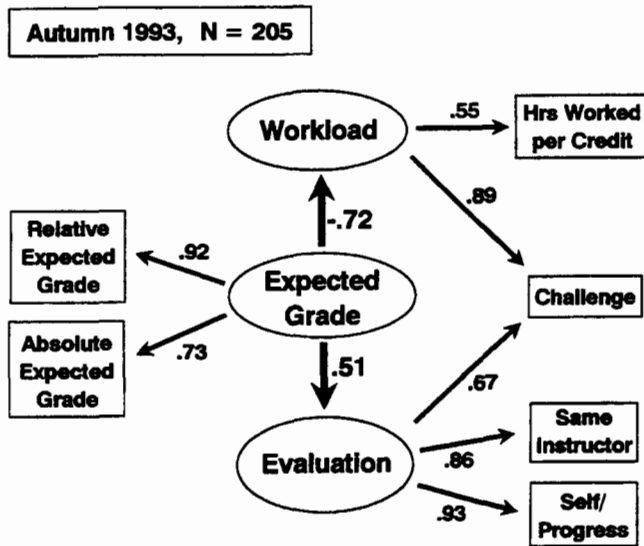 Autumn 1993, N = 205
Workload
.55
Hrs Worked
per Credit
.89
-.72
Relative
Expected
Grade
.92
Expected
Grade
Challenge
Absolute
Expected
Grade
.73
.51
.67
Same
Instructor
Evaluation
.86
.93
Self/
Progress